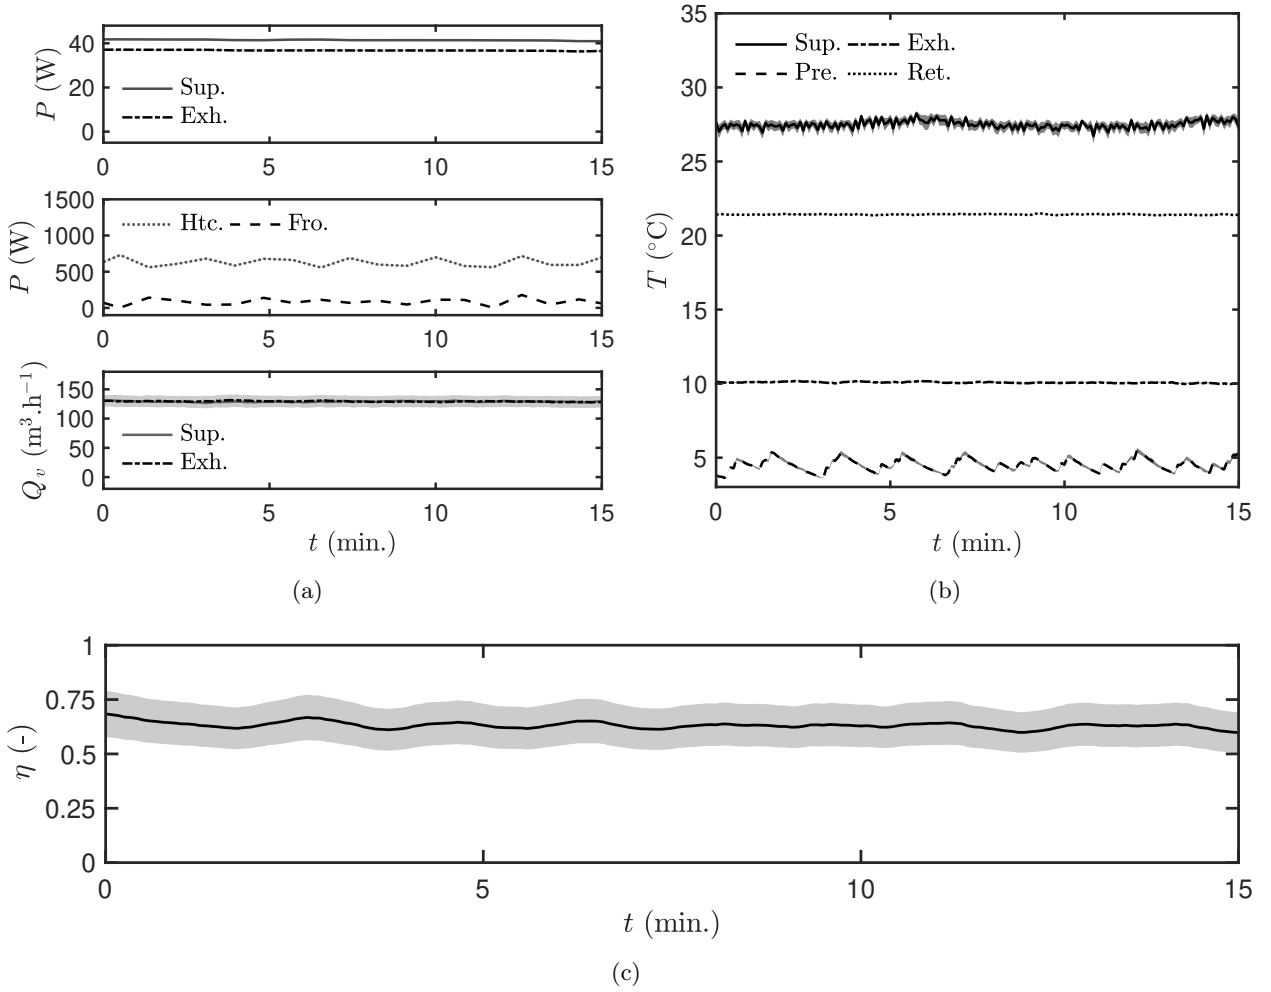 P (W)
40
20
0
Sup.
Exh.
0 5 10 15
P (W)
1500
1000
500
0
Htc. Fro.
0 5 10 15
Q_v (m³.h⁻¹)
150
100
50
0
Sup.
Exh.
0 5 10 15
t (min.)
(a)
T (°C)
35
30
25
20
15
10
5
Sup. Exh.
Pre. Ret.
0 5 10 15
t (min.)
(b)
η (-)
1
0.75
0.5
0.25
0
0 5 10 15
t (min.)
(c)